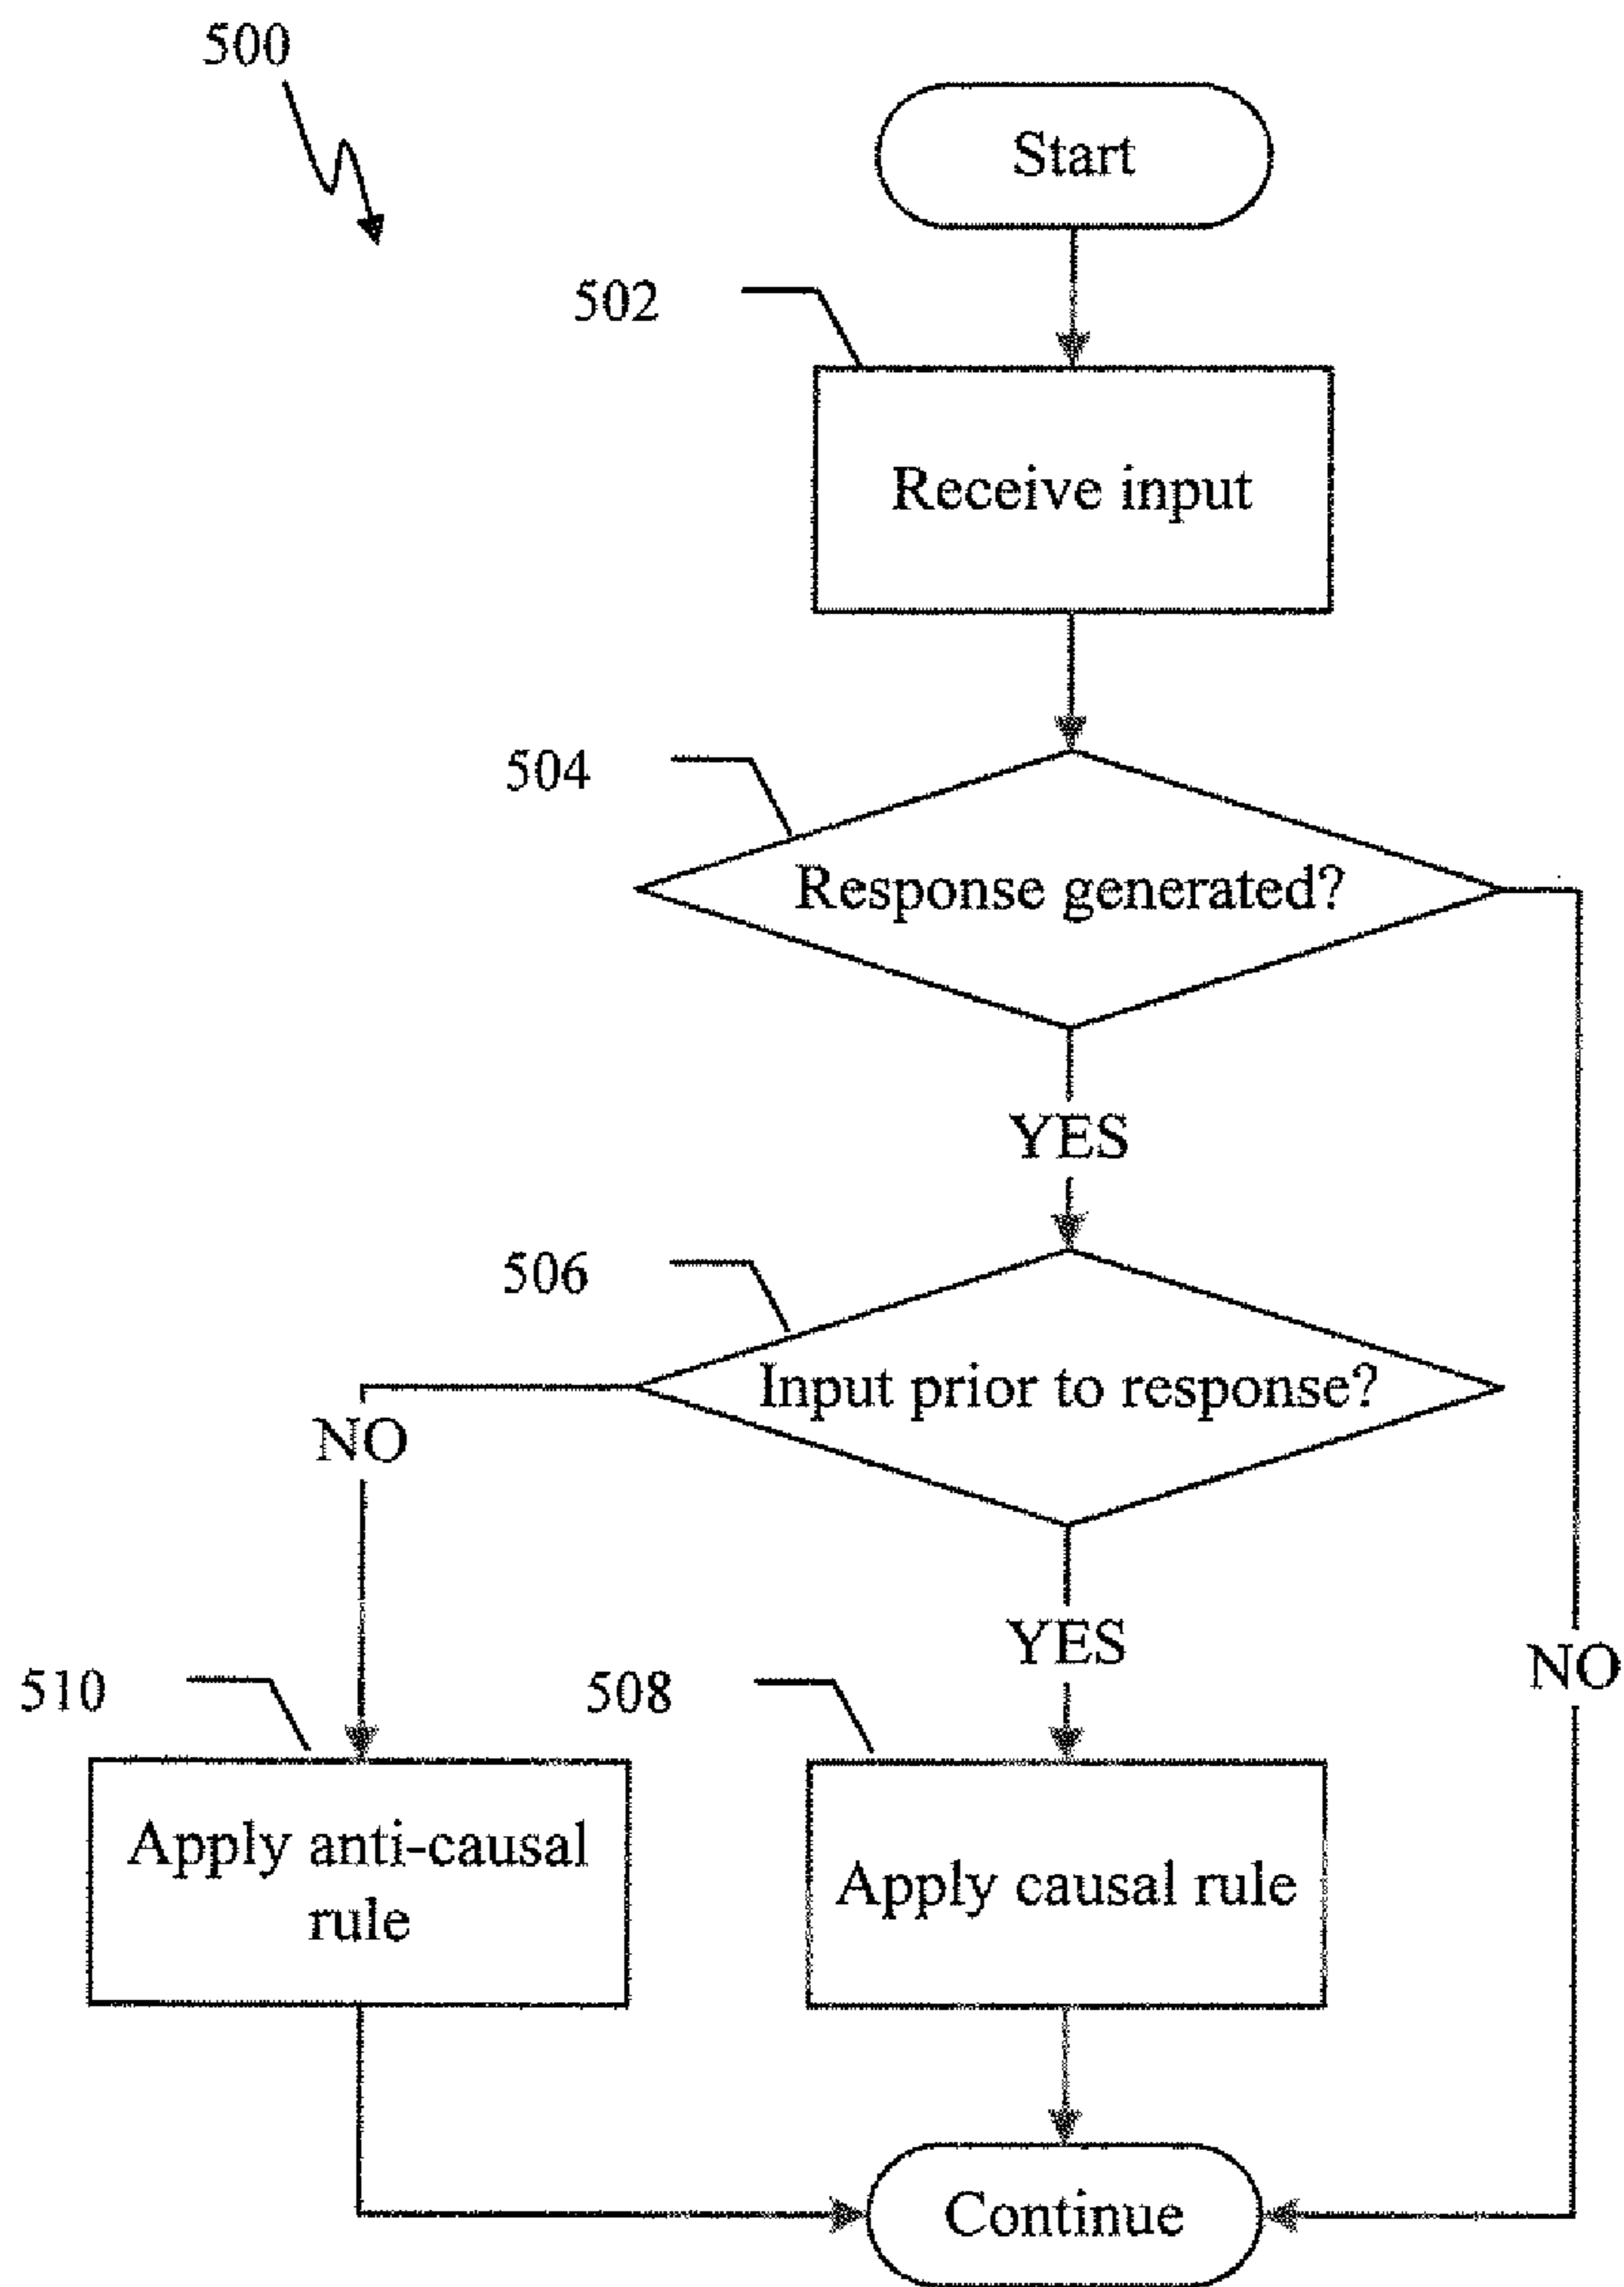 500
Start
502
Receive input
504
Response generated?
YES
506
Input prior to response?
NO
YES
NO
510
508
Apply anti-causal
rule
Apply causal rule
Continue